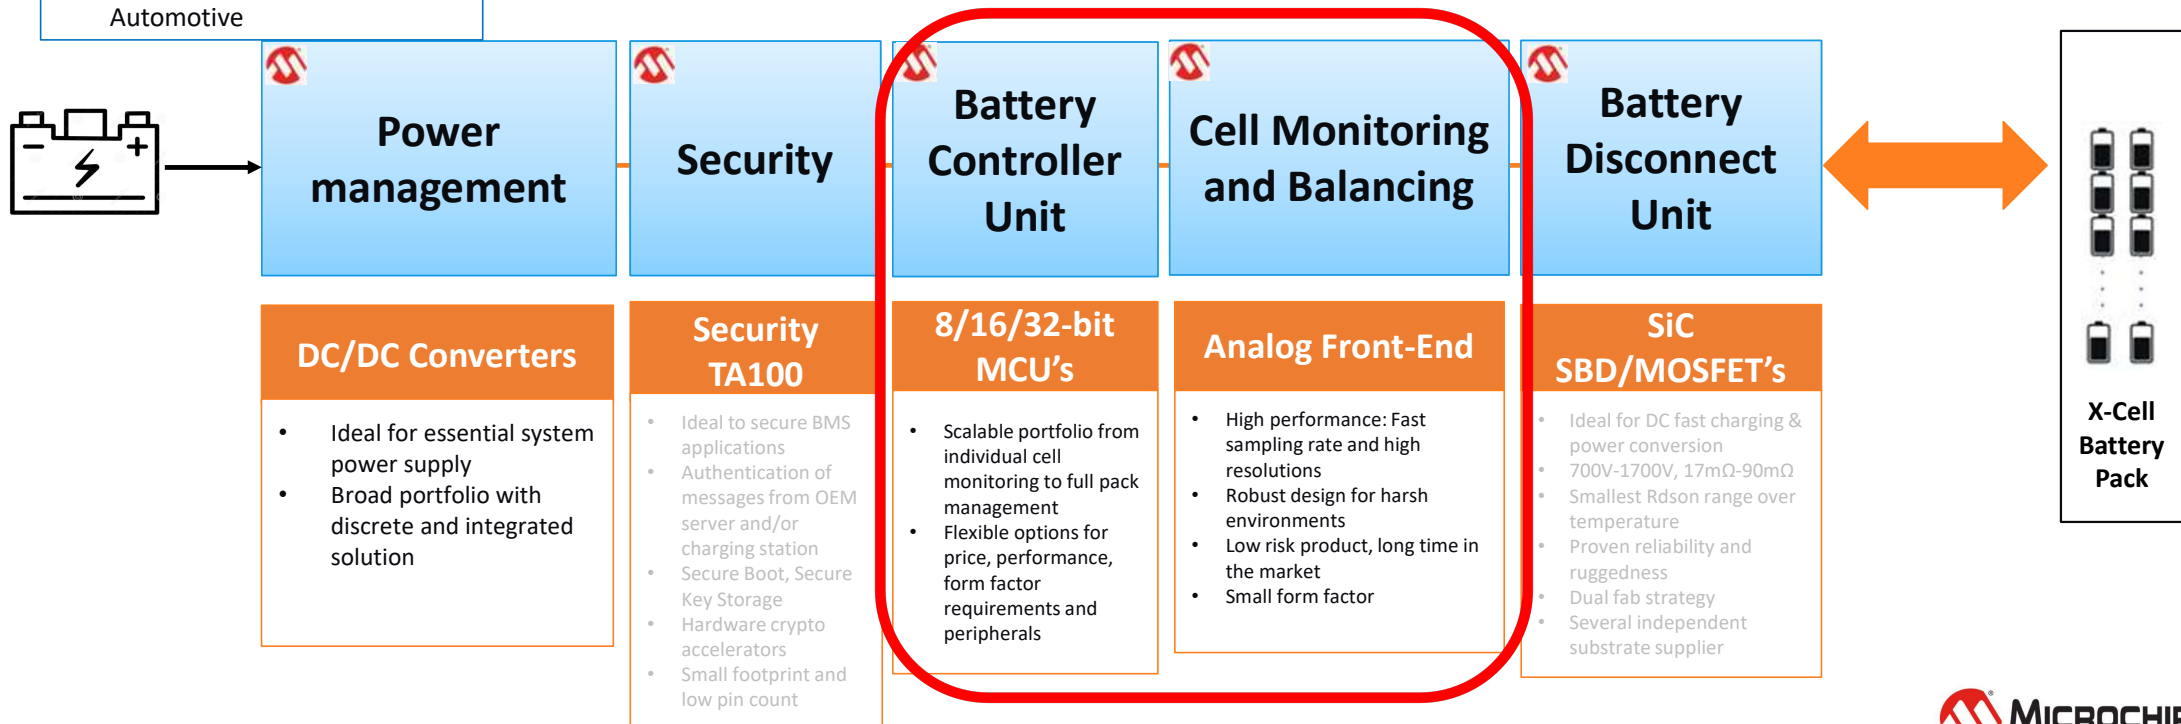 Automotive
Power
management
Security
Battery
Controller
Unit
Cell Monitoring
and Balancing
Battery
Disconnect
Unit
DC/DC Converters
• Ideal for essential system
power supply
• Broad portfolio with
discrete and integrated
solution
Security
TA100
• Ideal to secure BMS
applications
• Authentication of
messages from OEM
server and/or
charging station
• Secure Boot, Secure
Key Storage
• Hardware crypto
accelerators
• Small footprint and
low pin count
8/16/32-bit
MCU's
• Scalable portfolio from
individual cell
monitoring to full pack
management
• Flexible options for
price, performance,
form factor
requirements and
peripherals
Analog Front-End
• High performance: Fast
sampling rate and high
resolutions
• Robust design for harsh
environments
• Low risk product, long time in
the market
• Small form factor
SiC
SBD/MOSFET's
• Ideal for DC fast charging &
power conversion
• 700V-1700V, 17mΩ-90mΩ
• Smallest Rdson range over
temperature
• Proven reliability and
ruggedness
• Dual fab strategy
• Several independent
substrate supplier
X-Cell
Battery
Pack
MICROCHIP